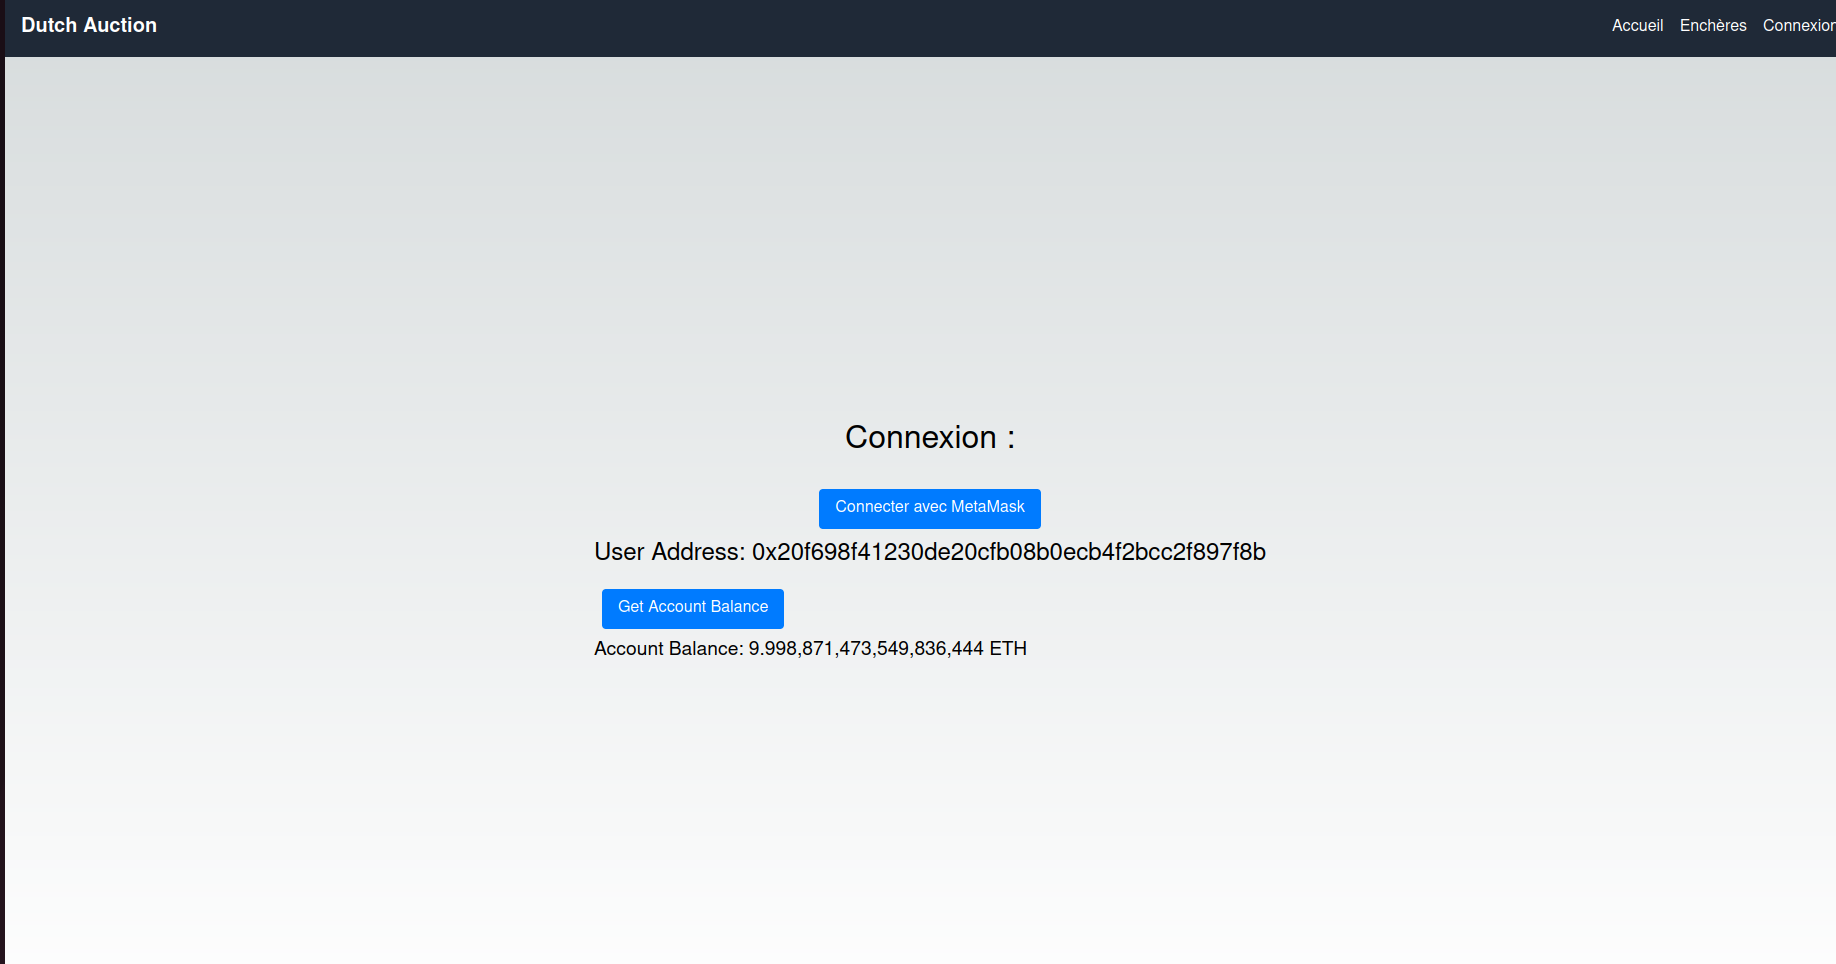 Dutch Auction
Accueil Enchères Connexion
Connexion :
Connecter avec MetaMask
User Address: 0x20f698f41230de20cfb08b0ecb4f2bcc2f897f8b
Get Account Balance
Account Balance: 9.998,871,473,549,836,444 ETH